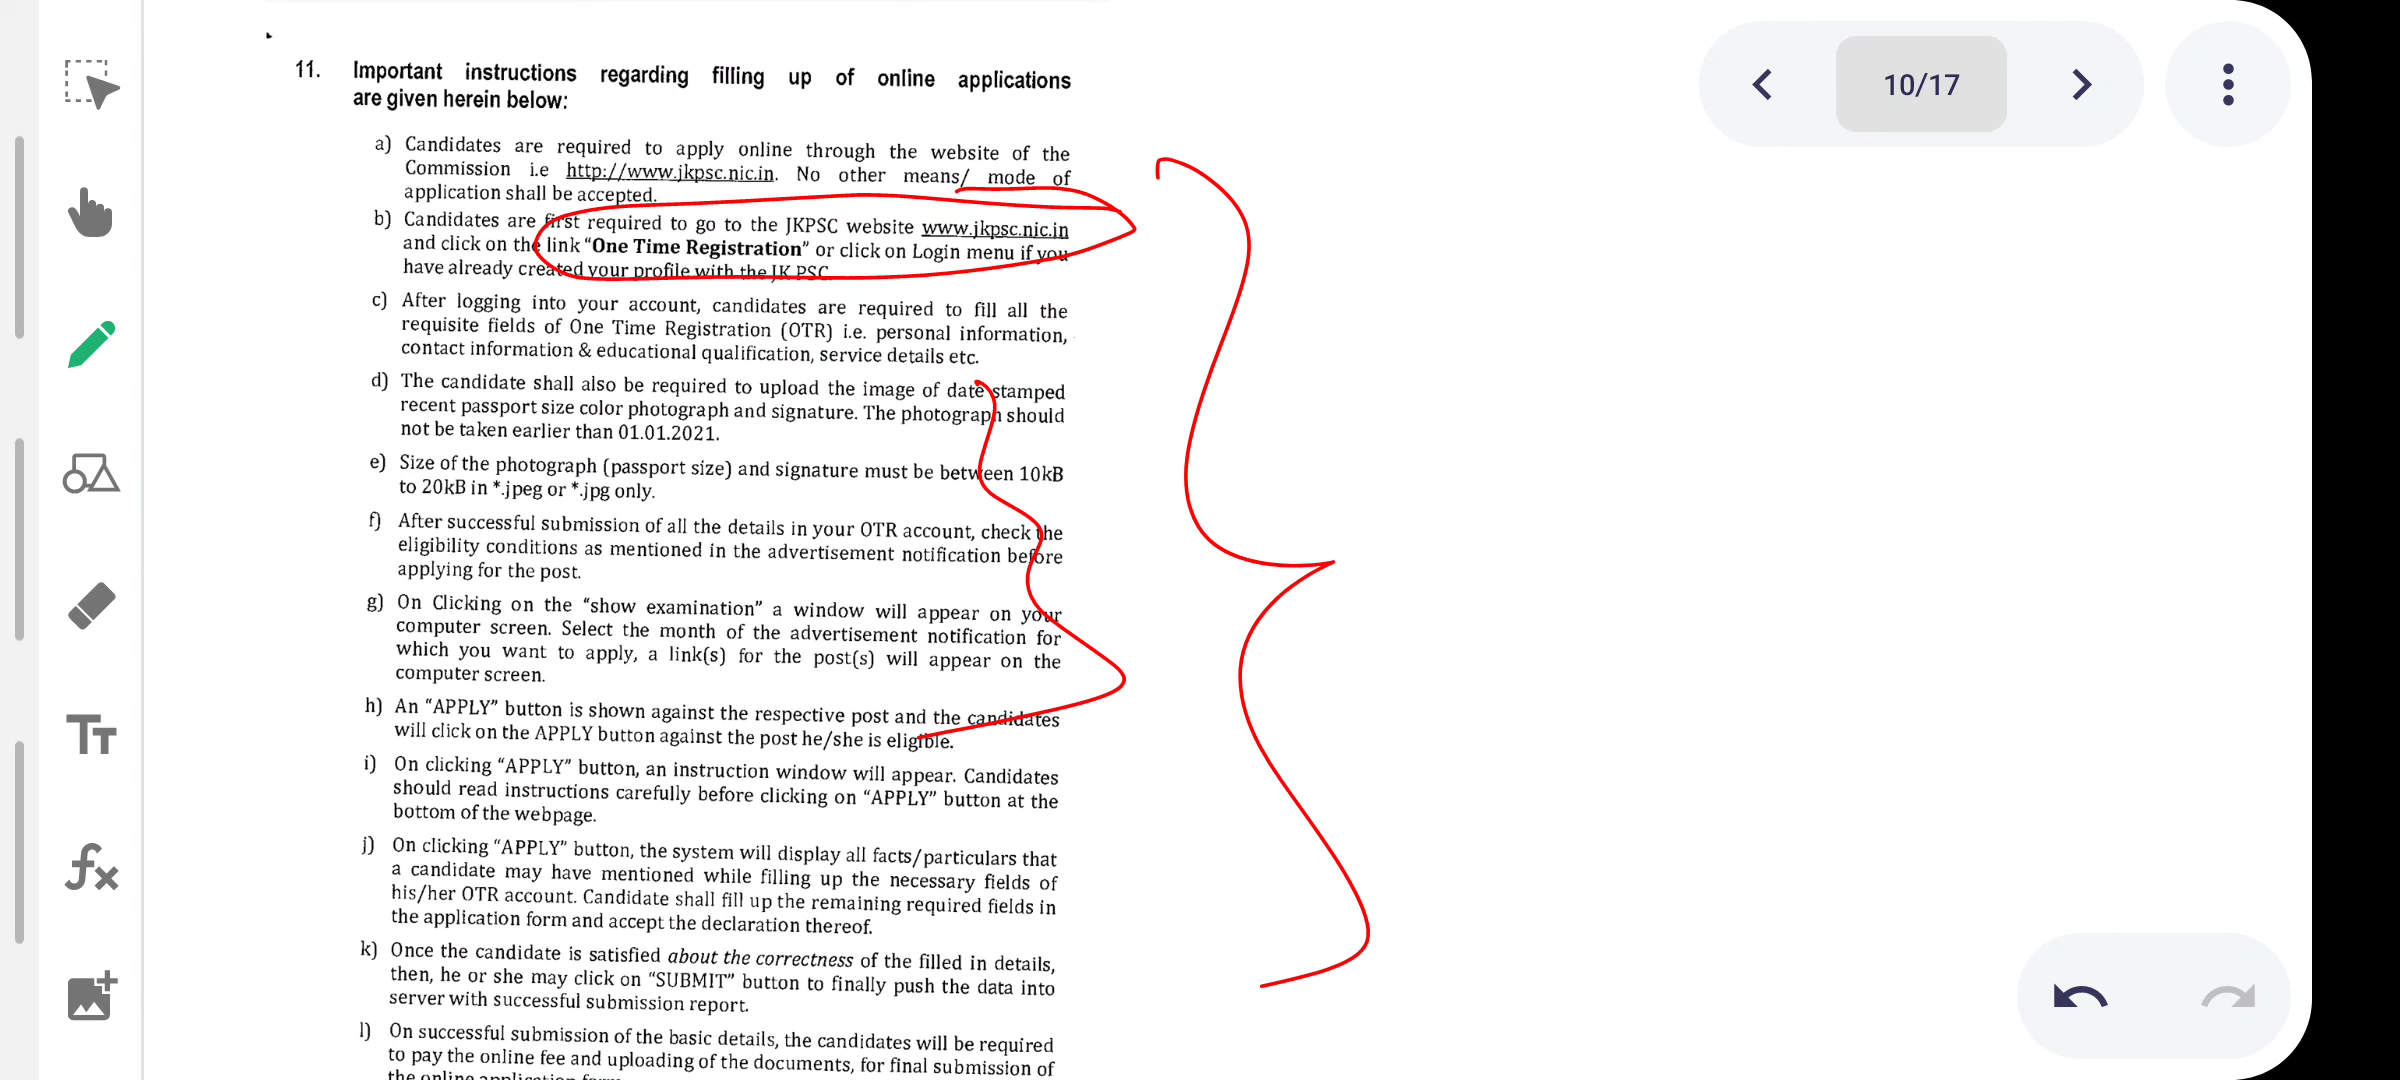 10/17
11. Important instructions regarding filling up of online applications
are given herein below:
a) Candidates are required to apply online through the website of the
Commission i.e http://www.jkpsc.nic.in. No other means/ mode of
application shall be accepted.
b) Candidates are first required to go to the JKPSC website www.jkpsc.nic.in
and click on the link “One Time Registration” or click on Login menu if you
have already created your profile with the JK PSC.
c) After logging into your account, candidates are required to fill all the
requisite fields of One Time Registration (OTR) i.e. personal information,
contact information & educational qualification, service details etc.
d) The candidate shall also be required to upload the image of date stamped
recent passport size color photograph and signature. The photograph should
not be taken earlier than 01.01.2021.
e) Size of the photograph (passport size) and signature must be between 10kB
to 20kB in *.jpeg or *.jpg only.
f) After successful submission of all the details in your OTR account, check the
eligibility conditions as mentioned in the advertisement notification before
applying for the post.
g) On Clicking on the “show examination” a window will appear on your
computer screen. Select the month of the advertisement notification for
which you want to apply, a link(s) for the post(s) will appear on the
computer screen.
h) An “APPLY” button is shown against the respective post and the candidates
will click on the APPLY button against the post he/she is eligible.
i) On clicking “APPLY” button, an instruction window will appear. Candidates
should read instructions carefully before clicking on “APPLY” button at the
bottom of the webpage.
j) On clicking “APPLY” button, the system will display all facts/particulars that
a candidate may have mentioned while filling up the necessary fields of
his/her OTR account. Candidate shall fill up the remaining required fields in
the application form and accept the declaration thereof.
k) Once the candidate is satisfied about the correctness of the filled in details,
then, he or she may click on “SUBMIT” button to finally push the data into
server with successful submission report.
l) On successful submission of the basic details, the candidates will be required
to pay the online fee and uploading of the documents, for final submission of
the online application